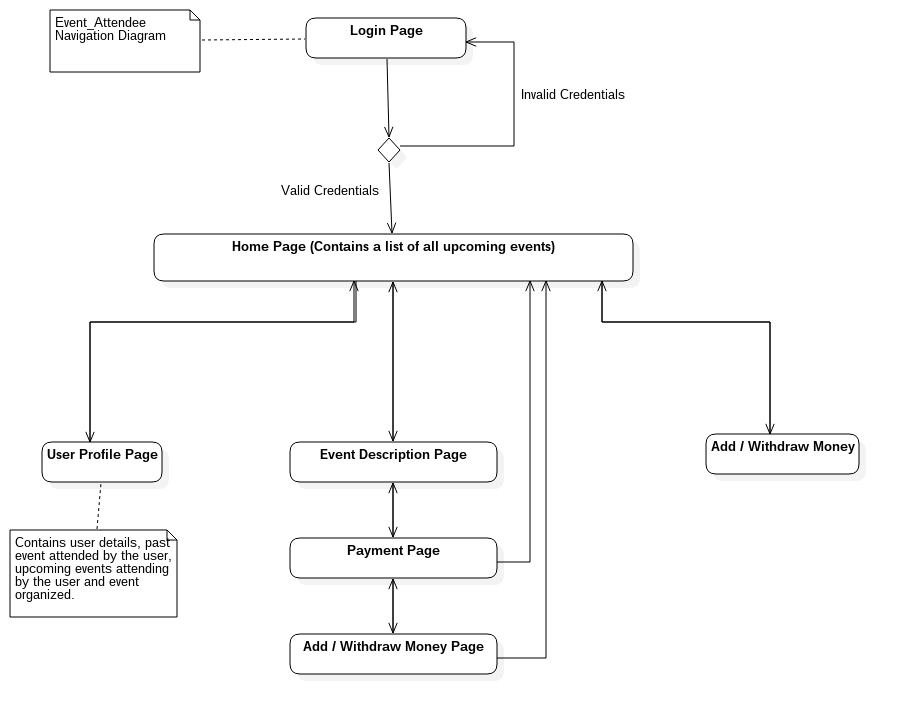 Event_Attendee
Navigation Diagram
Login Page
Invalid Credentials
Valid Credentials
Home Page (Contains a list of all upcoming events)
User Profile Page
Event Description Page
Add / Withdraw Money
Contains user details, past
event attended by the user,
upcoming events attending
by the user and event
organized.
Payment Page
Add / Withdraw Money Page